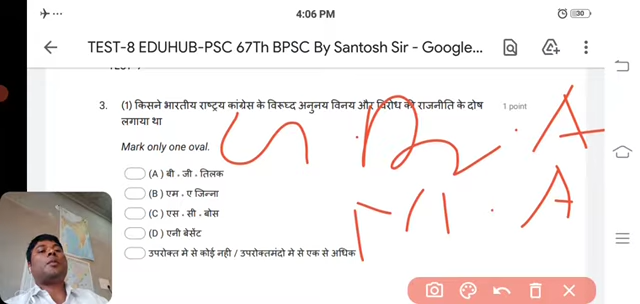 4:06 PM
30
TEST-8 EDUHUB-PSC 67Th BPSC By Santosh Sir - Google...
3. (1) किसने भारतीय राष्ट्रय कांग्रेस के विरूध्द अनुनय विनय और विरोध की राजनीति के दोष 1 point
लगाया था
Mark only one oval.
(A) बी . जी . तिलक
(B) एम . ए जिन्ना
(C) एस . सी . बोस
(D) एनी बेसेंट
उपरोक्त मे से कोई नही / उपरोक्तमंदो मे से एक से अधिक